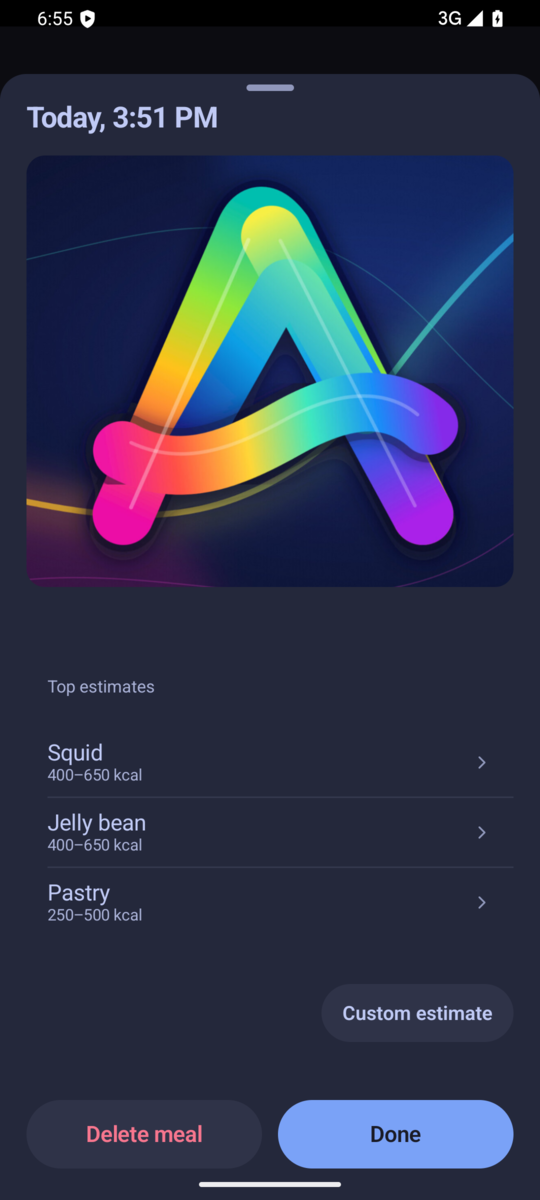 6:55
3G
Today, 3:51 PM
Top estimates
Squid
400–650 kcal
Jelly bean
400–650 kcal
Pastry
250–500 kcal
Custom estimate
Delete meal
Done